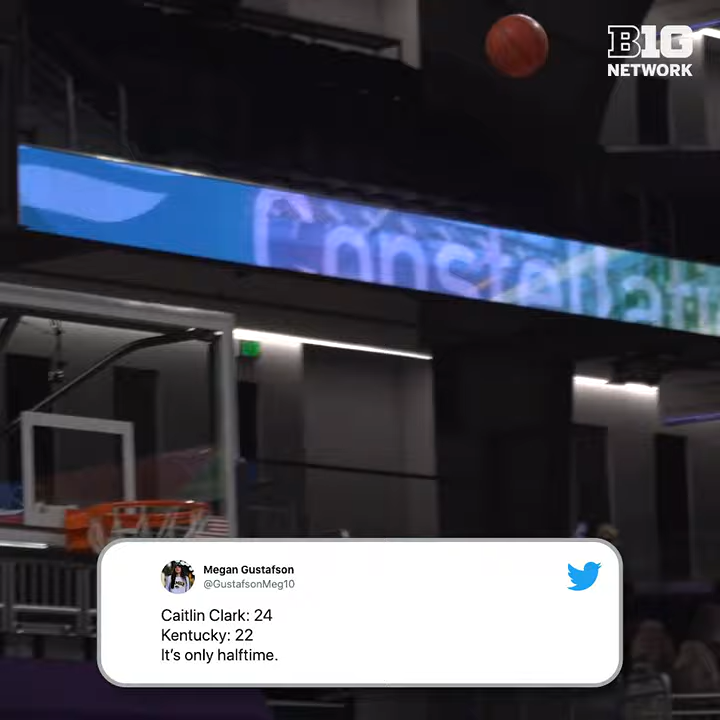 B1G
NETWORK
Megan Gustafson
@GustafsonMeg10
Caitlin Clark: 24
Kentucky: 22
It's only halftime.